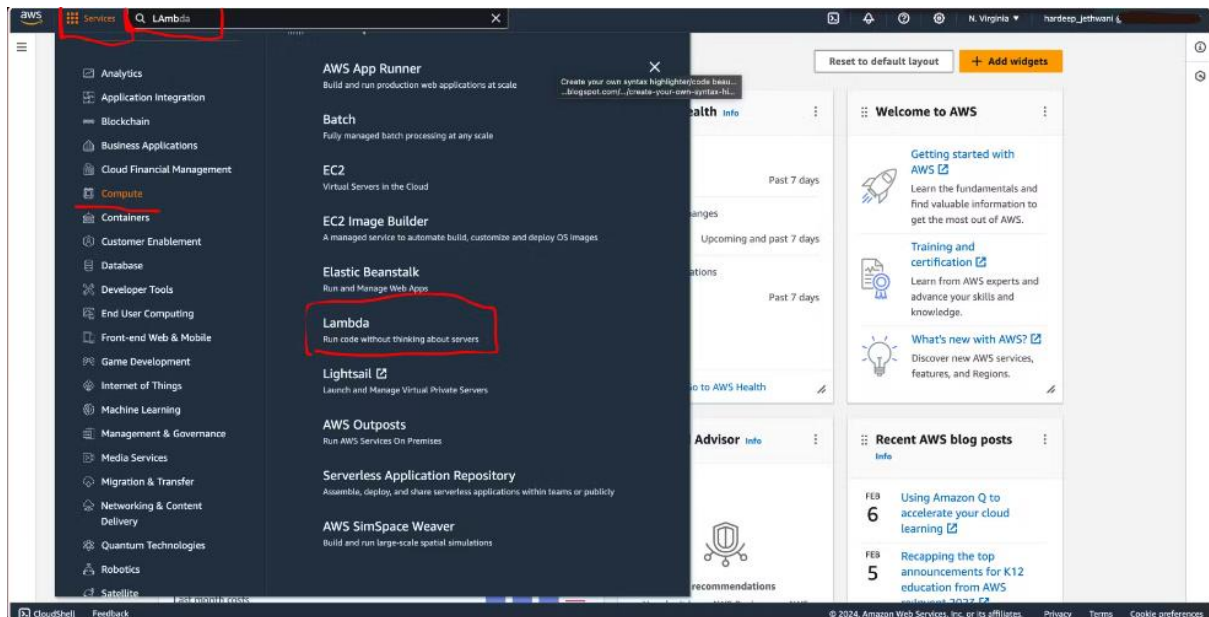 aws
Services
LAmbda
N. Virginia
hardeep_jethwani
Analytics
Application Integration
Blockchain
Business Applications
Cloud Financial Management
Compute
Containers
Customer Enablement
Database
Developer Tools
End User Computing
Front-end Web & Mobile
Game Development
Internet of Things
Machine Learning
Management & Governance
Media Services
Migration & Transfer
Networking & Content
Delivery
Quantum Technologies
Robotics
Satellite
AWS App Runner
Build and run production web applications at scale
Batch
Fully managed batch processing at any scale
EC2
Virtual Servers in the Cloud
EC2 Image Builder
A managed service to automate build, customize and deploy OS images
Elastic Beanstalk
Run and Manage Web Apps
Lambda
Run code without thinking about servers
Lightsail
Launch and Manage Virtual Private Servers
AWS Outposts
Run AWS Services On Premises
Serverless Application Repository
Assemble, deploy, and share serverless applications within teams or publicly
AWS SimSpace Weaver
Build and run large-scale spatial simulations
Create your own syntax highlighter/code beau...
...blogspot.com/.../create-your-own-syntax-hi...
Reset to default layout
+ Add widgets
ealth Info
Past 7 days
anges
Upcoming and past 7 days
ations
Past 7 days
Go to AWS Health
Welcome to AWS
Getting started with
AWS
Learn the fundamentals and
find valuable information to
get the most out of AWS.
Training and
certification
Learn from AWS experts and
advance your skills and
knowledge.
What's new with AWS?
Discover new AWS services,
features, and Regions.
Advisor Info
recommendations
Recent AWS blog posts
Info
FEB
6
Using Amazon Q to
accelerate your cloud
learning
FEB
5
Recapping the top
announcements for K12
education from AWS
re:Invent 2023
Last month costs
CloudShell
Feedback
© 2024, Amazon Web Services, Inc. or its affiliates.
Privacy
Terms
Cookie preferences